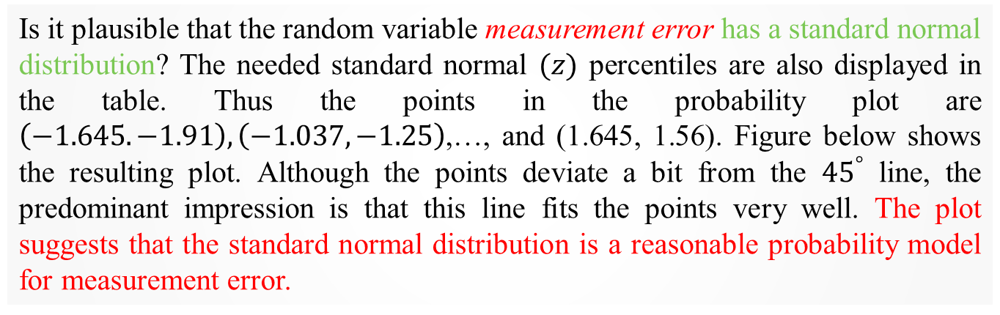 Is it plausible that the random variable measurement error has a standard normal
distribution? The needed standard normal (z) percentiles are also displayed in
the table. Thus the points in the probability plot are
(−1.645. −1.91), (−1.037, −1.25),…, and (1.645, 1.56). Figure below shows
the resulting plot. Although the points deviate a bit from the 45° line, the
predominant impression is that this line fits the points very well. The plot
suggests that the standard normal distribution is a reasonable probability model
for measurement error.